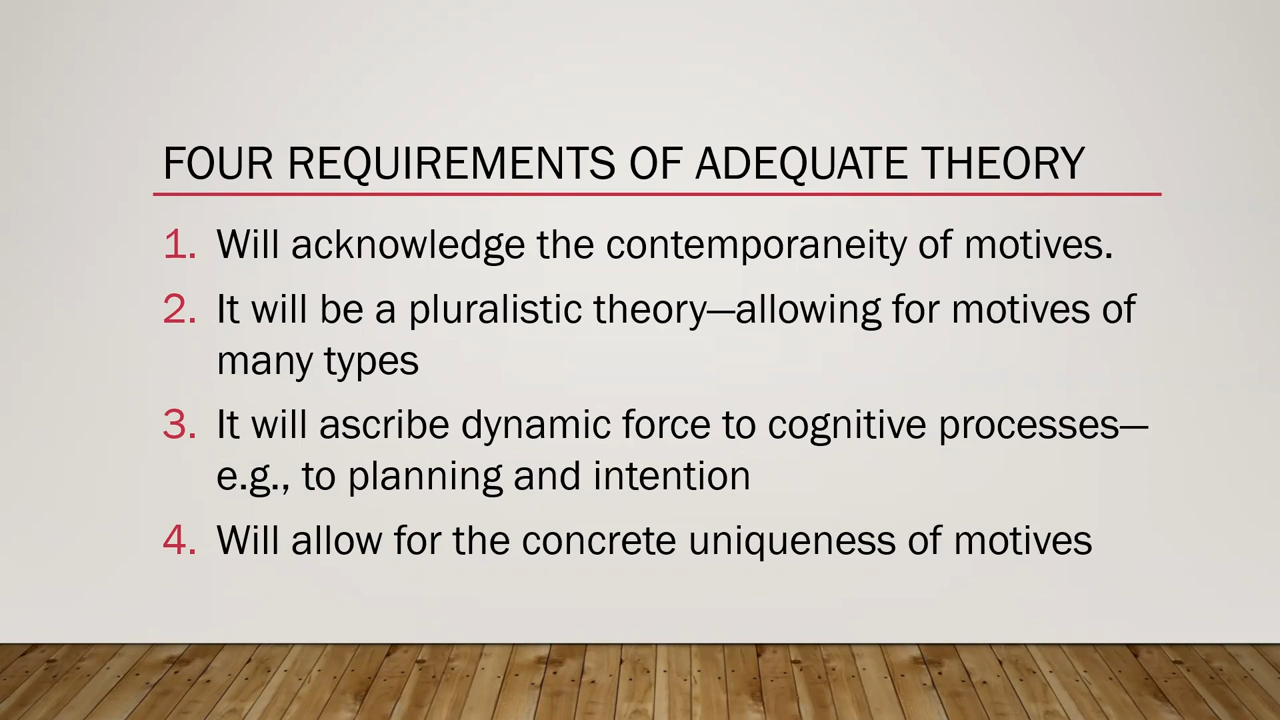 FOUR REQUIREMENTS OF ADEQUATE THEORY
1. Will acknowledge the contemporaneity of motives.
2. It will be a pluralistic theory—allowing for motives of
many types
3. It will ascribe dynamic force to cognitive processes—
e.g., to planning and intention
4. Will allow for the concrete uniqueness of motives